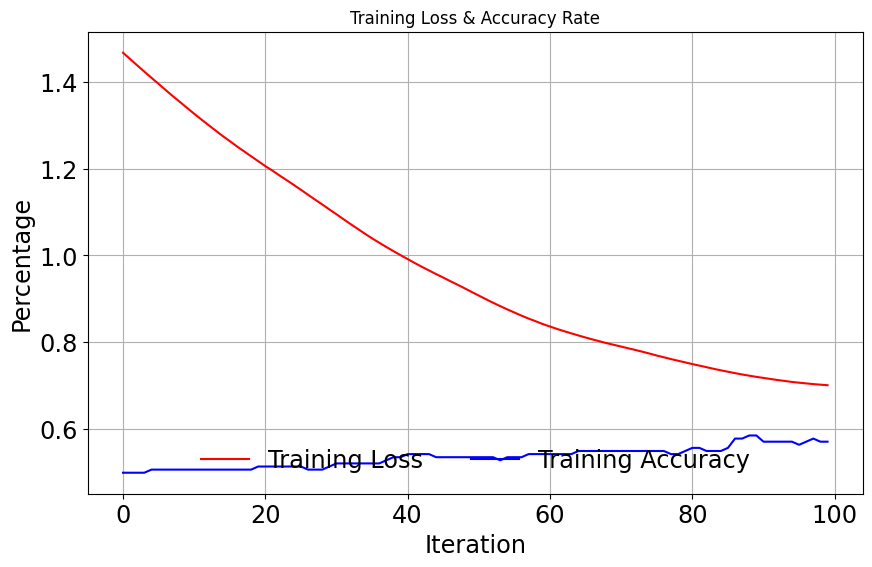 Training Loss & Accuracy Rate
1.4
1.2
1.0
0.8
0.6
Percentage
Training Loss Training Accuracy
0 20 40 60 80 100
Iteration